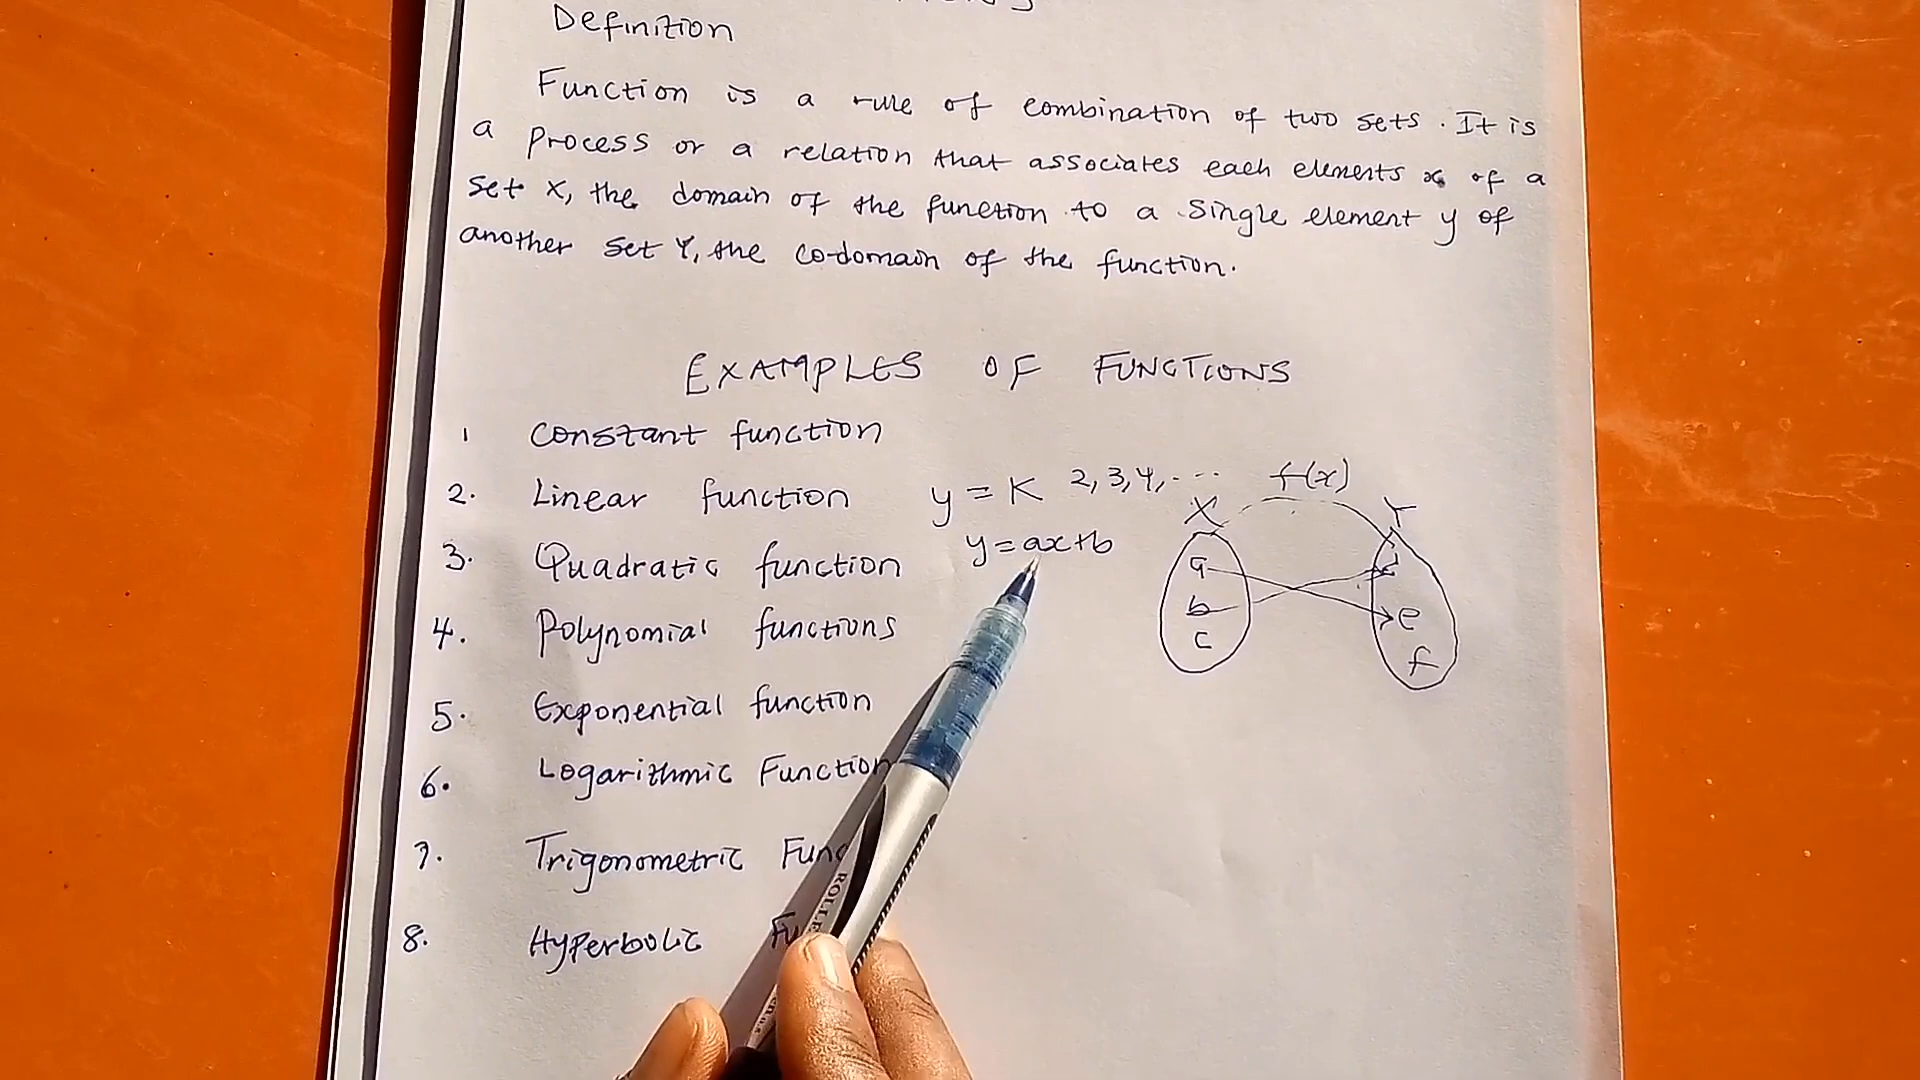 Definition
Function is a rule of combination of two sets. It is
a process or a relation that associates each elements x of a
set X, the domain of the function to a single element y of
another set Y, the co-domain of the function.
EXAMPLES OF FUNCTIONS
1 Constant function
2. Linear function
y = K 2, 3, 4, ...
f(x)
3. Quadratic function
y = ax+b
X Y
a
b e
c f
4. Polynomial functions
5. Exponential function
6. Logarithmic Function
7. Trigonometric Func
8. Hyperbolic Fu
ROLLE